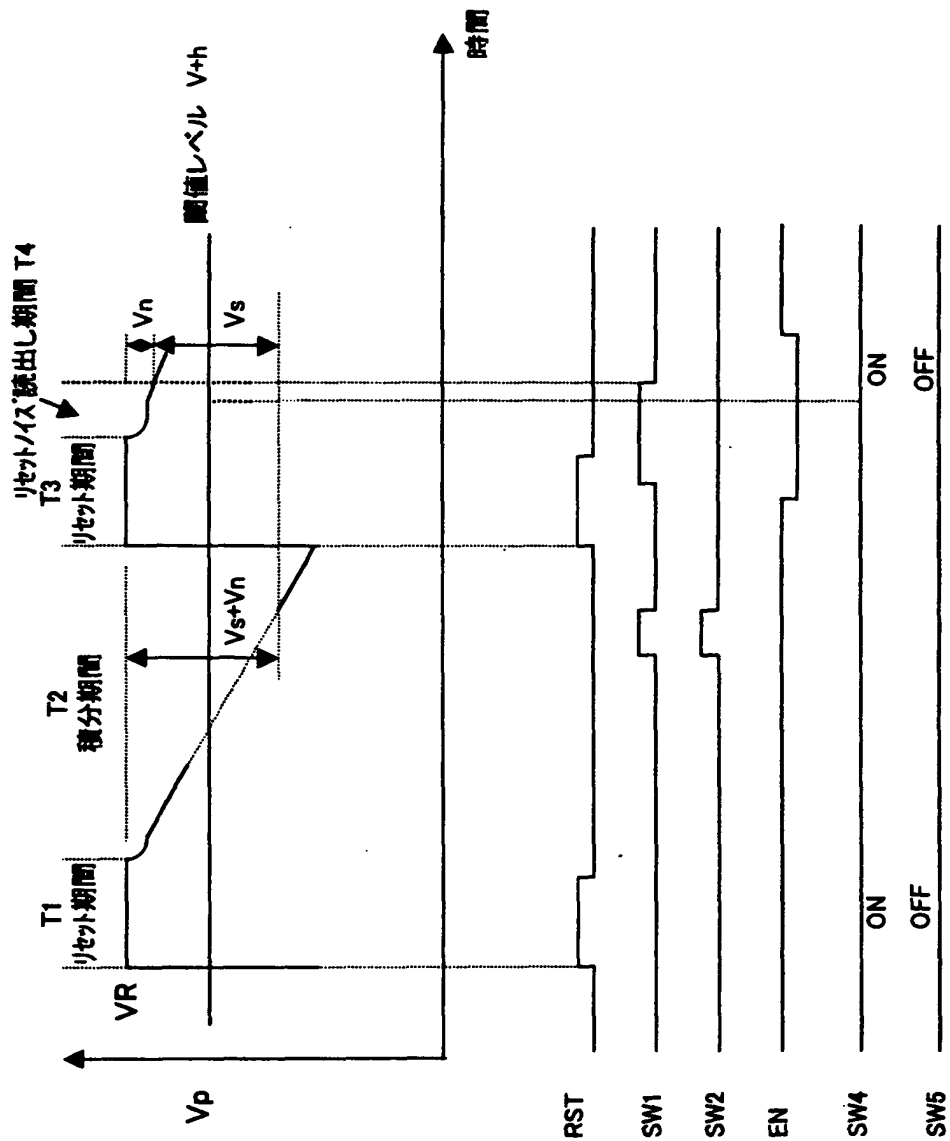 リセットノイズ読出し期間 T4
T1
リセット期間
T2
積分期間
T3
リセット期間
VR
Vn
Vs+Vn
Vs
閾値レベル V+h
Vp
時間
RST
SW1
SW2
EN
SW4
ON
ON
SW5
OFF
OFF